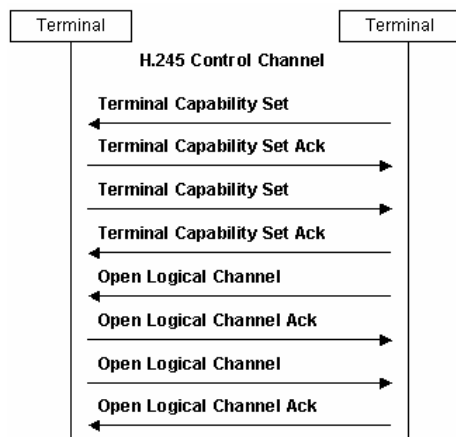 Terminal Terminal
H.245 Control Channel
Terminal Capability Set
Terminal Capability Set Ack
Terminal Capability Set
Terminal Capability Set Ack
Open Logical Channel
Open Logical Channel Ack
Open Logical Channel
Open Logical Channel Ack